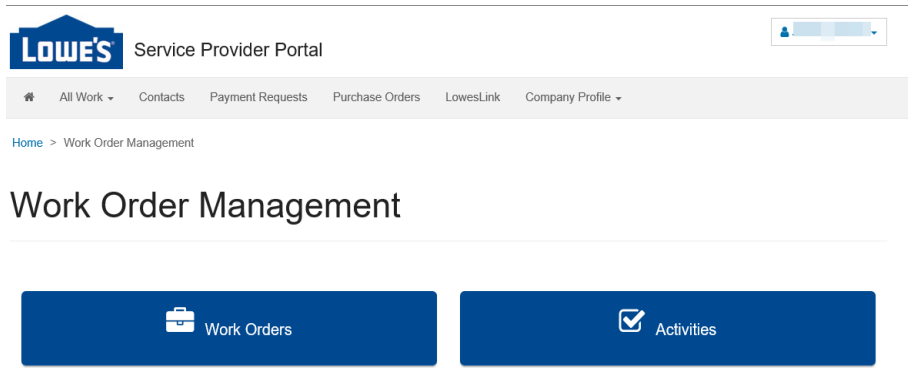 LOWE'S Service Provider Portal
All Work Contacts Payment Requests Purchase Orders LowesLink Company Profile
Home > Work Order Management
Work Order Management
Work Orders Activities